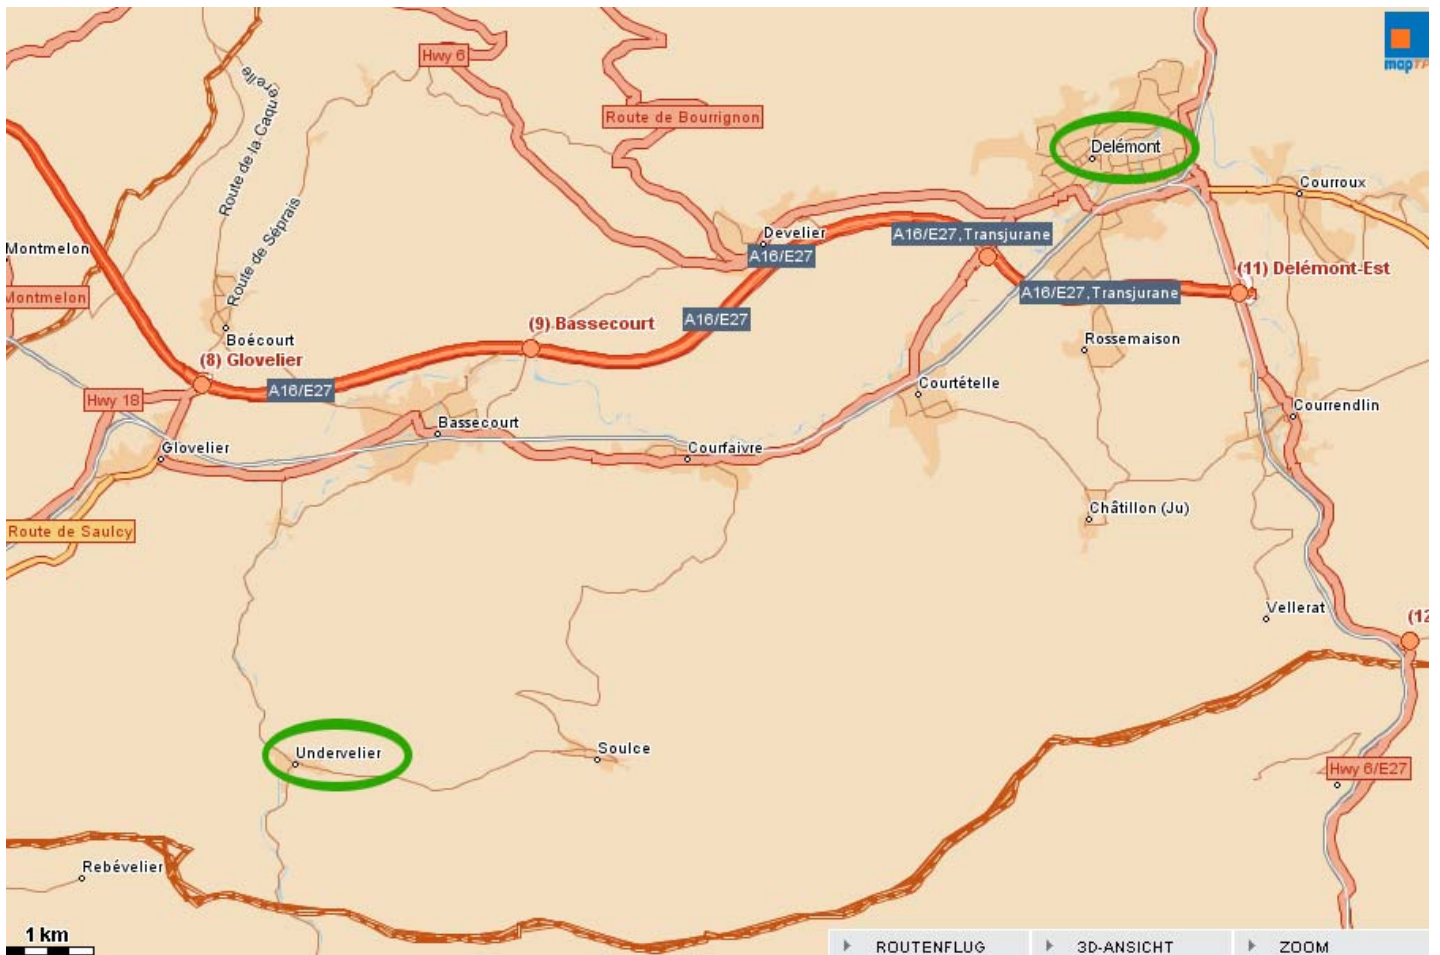 Hwy 6
Route de Bourrignon
mapTP
Route de la Caquerelle
Route de Séprais
Delémont
Courroux
Montmelon
Develier
A16/E27,Transjurane
A16/E27
(11) Delémont-Est
Montmelon
A16/E27,Transjurane
A16/E27
(9) Bassecourt
Boécourt
Rossemaison
(8) Glovelier
A16/E27
Hwy 18
Courtételle
Courrendlin
Bassecourt
Glovelier
Courfaivre
Châtillon (Ju)
Route de Saulcy
Vellerat
(12
Undervelier
Soulce
Hwy 6/E27
Rebévelier
1 km
ROUTENFLUG
3D-ANSICHT
ZOOM